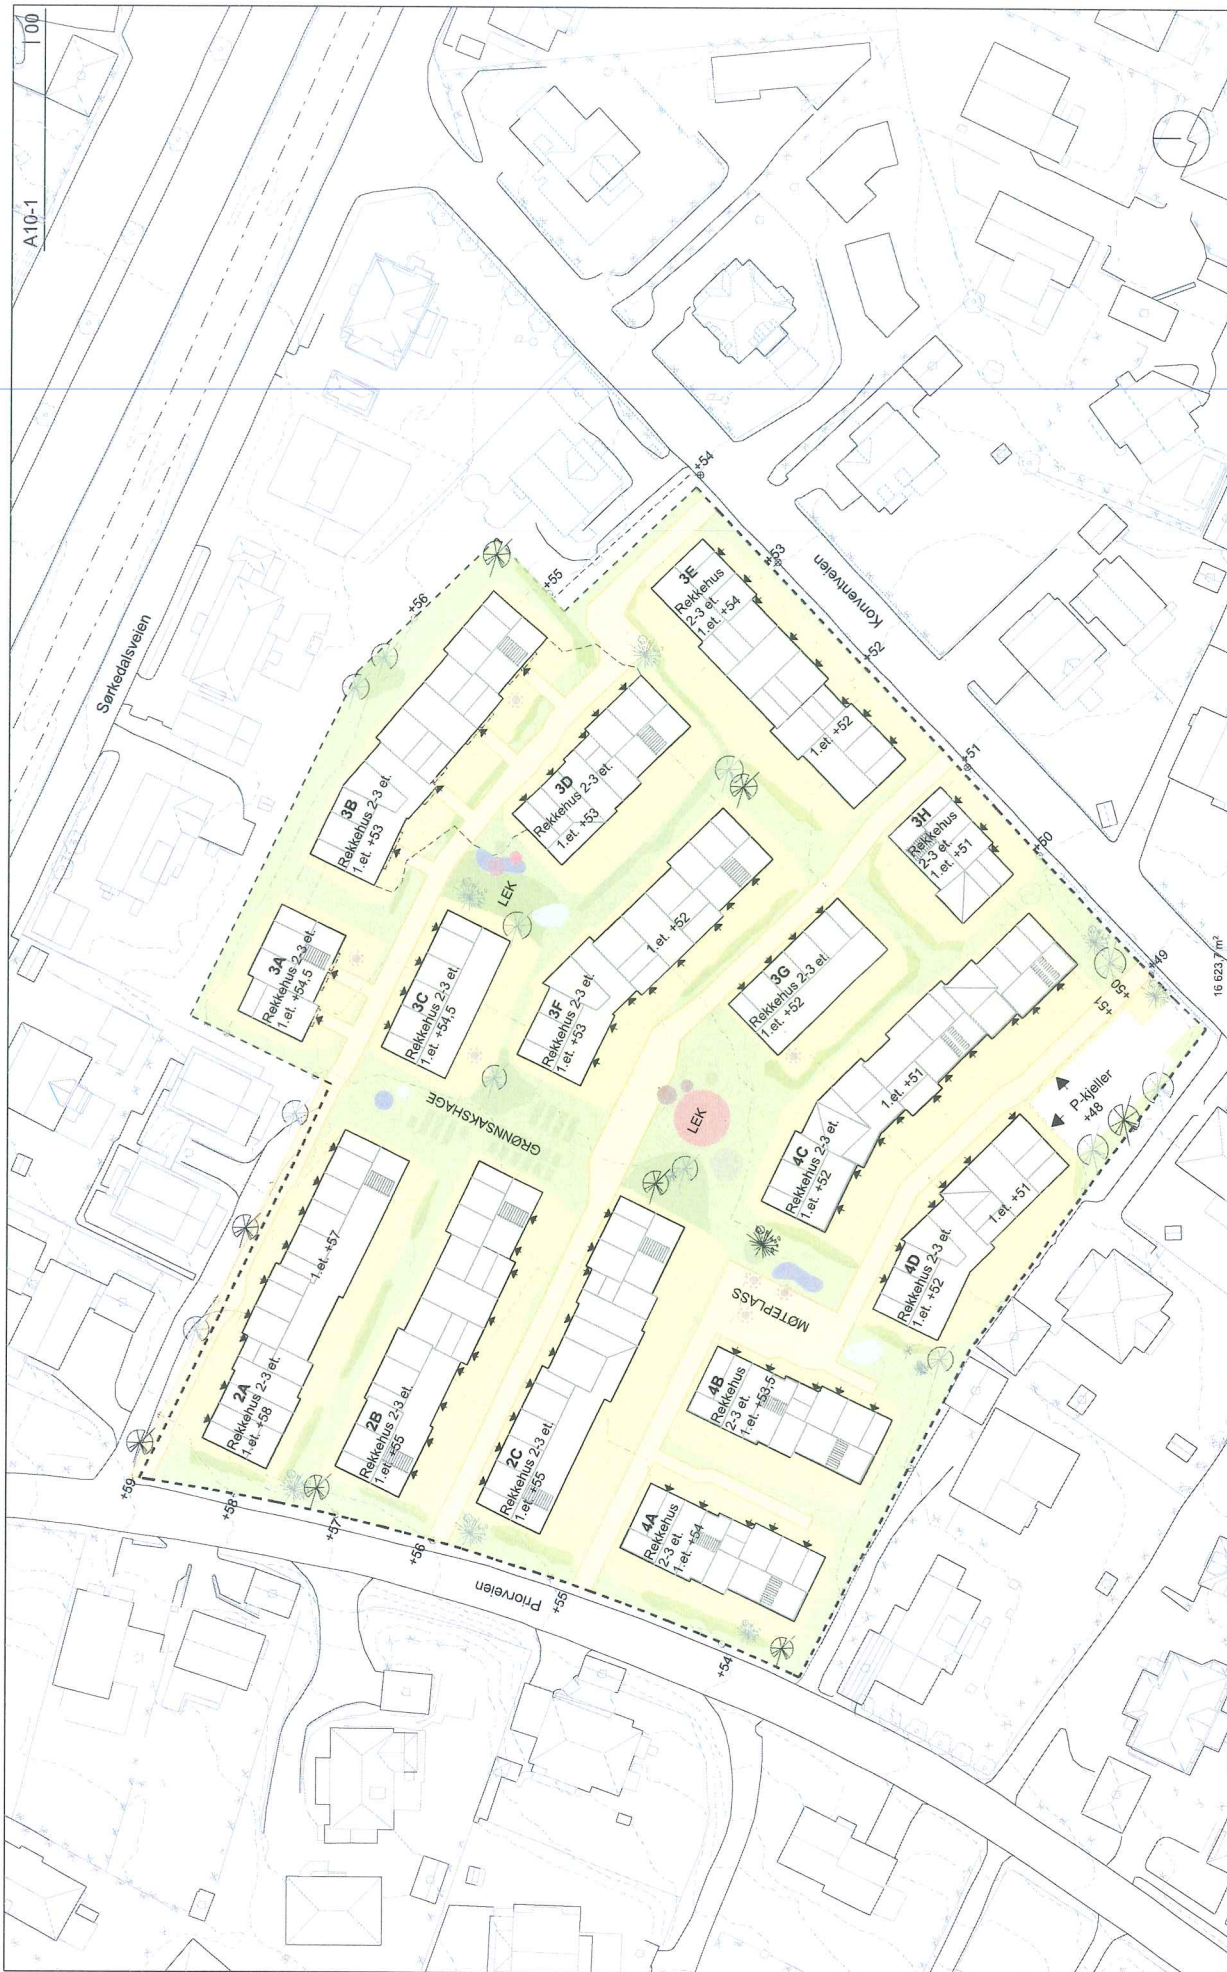 A10-1
00
Sørkedalsveien
+59
+58
+57
+56
+55
+54
Priorveien
+56
+55
+54
+53
+52
+51
+50
+49
+50
+51
Konventveien
3A
Rekkehus 2-3 et.
1.et. +54,5
3B
Rekkehus 2-3 et.
1.et. +53
3C
Rekkehus 2-3 et.
1.et. +54,5
3D
Rekkehus 2-3 et.
1.et. +53
3E
Rekkehus
2-3 et.
1.et. +54
1.et. +52
3F
Rekkehus 2-3 et.
1.et. +53
1.et. +52
3G
Rekkehus 2-3 et.
1.et. +52
3H
Rekkehus
2-3 et.
1.et. +51
2A
Rekkehus 2-3 et.
1.et. +58
1.et. +57
2B
Rekkehus 2-3 et.
1.et. +55
2C
Rekkehus 2-3 et.
1.et. +55
4A
Rekkehus
2-3 et.
1.et. +54
4B
Rekkehus
2-3 et.
1.et. +53,5
4C
Rekkehus 2-3 et.
1.et. +52
1.et. +51
4D
Rekkehus 2-3 et.
1.et. +52
1.et. +51
LEK
LEK
GRØNNSAKSHAGE
MØTEPLASS
P-kjeller
+48
16 623,7 m²